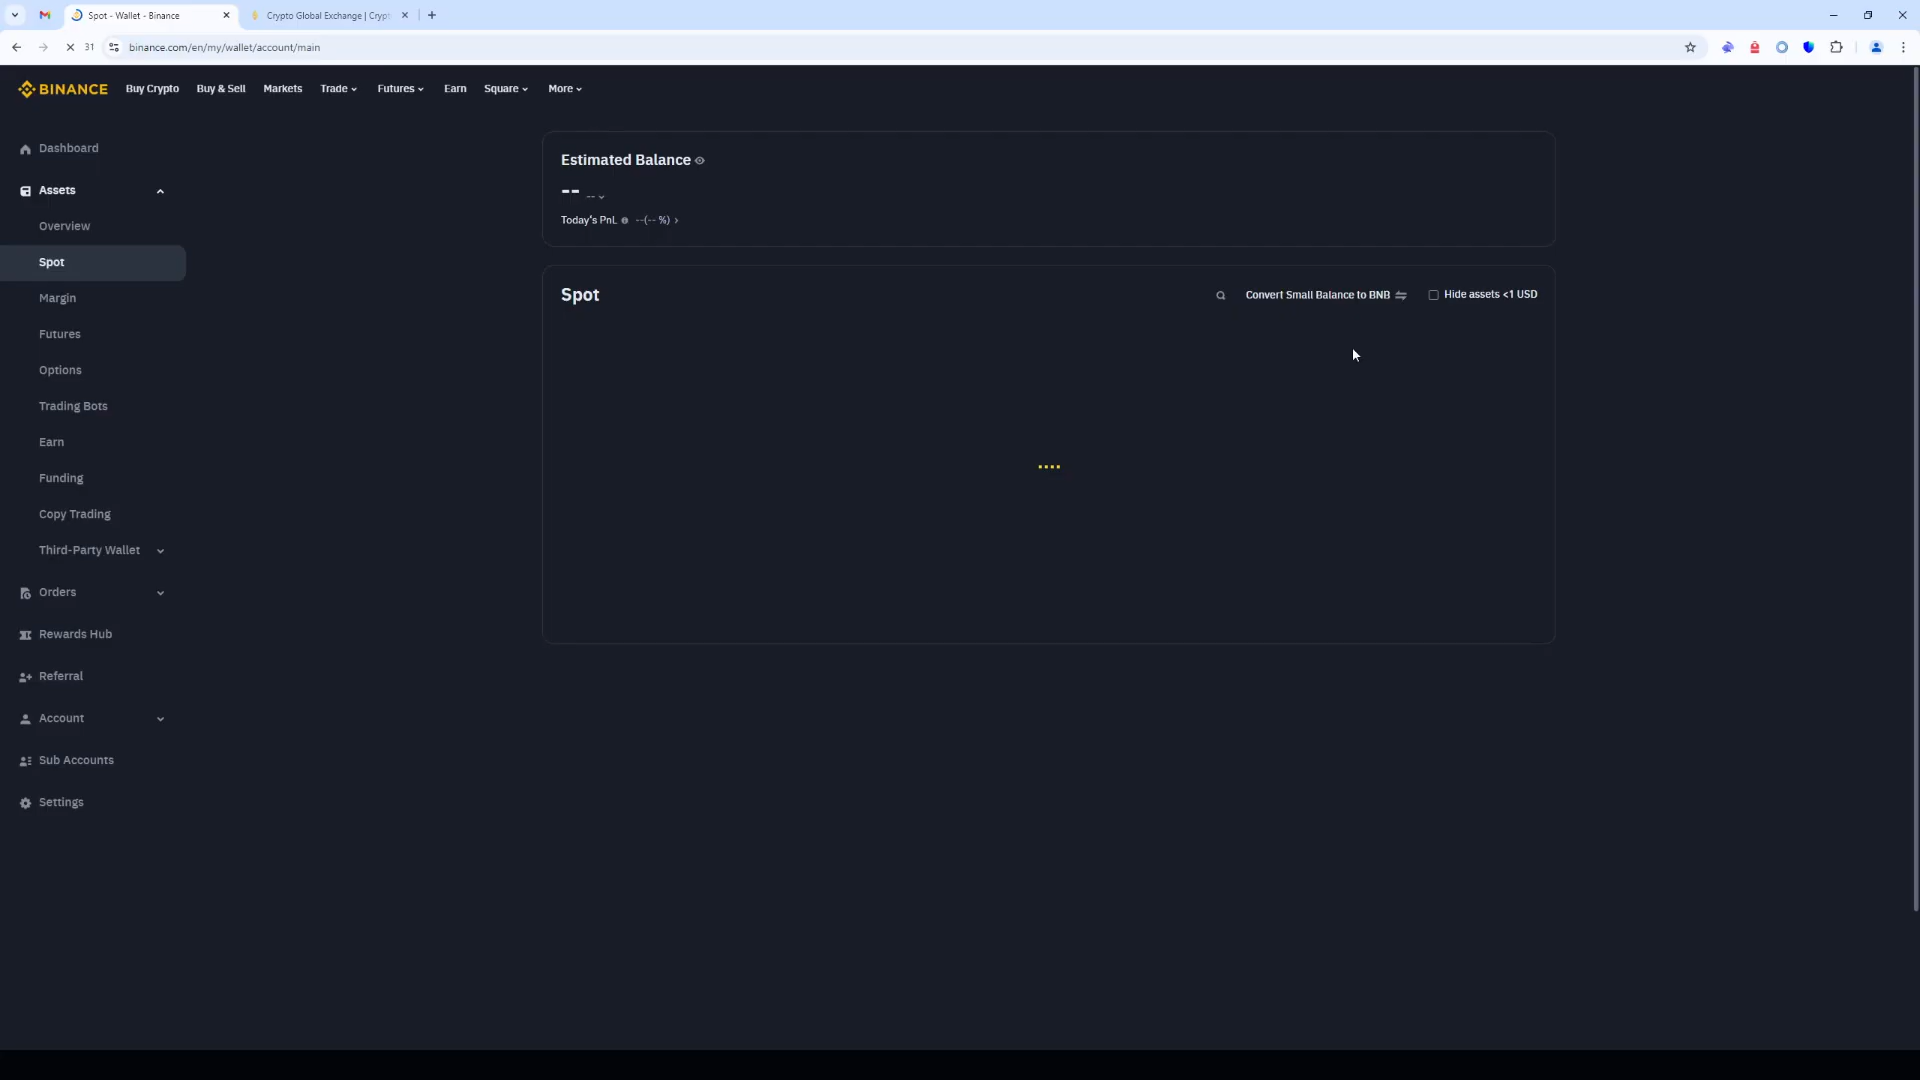 Spot - Wallet - Binance
Crypto Global Exchange | Crypt
31
binance.com/en/my/wallet/account/main
BINANCE
Buy Crypto
Buy & Sell
Markets
Trade
Futures
Earn
Square
More
Dashboard
Assets
Overview
Spot
Margin
Futures
Options
Trading Bots
Earn
Funding
Copy Trading
Third-Party Wallet
Orders
Rewards Hub
Referral
Account
Sub Accounts
Settings
Estimated Balance
-- --
Today's PnL --(-- %)
Spot
Convert Small Balance to BNB
Hide assets <1 USD